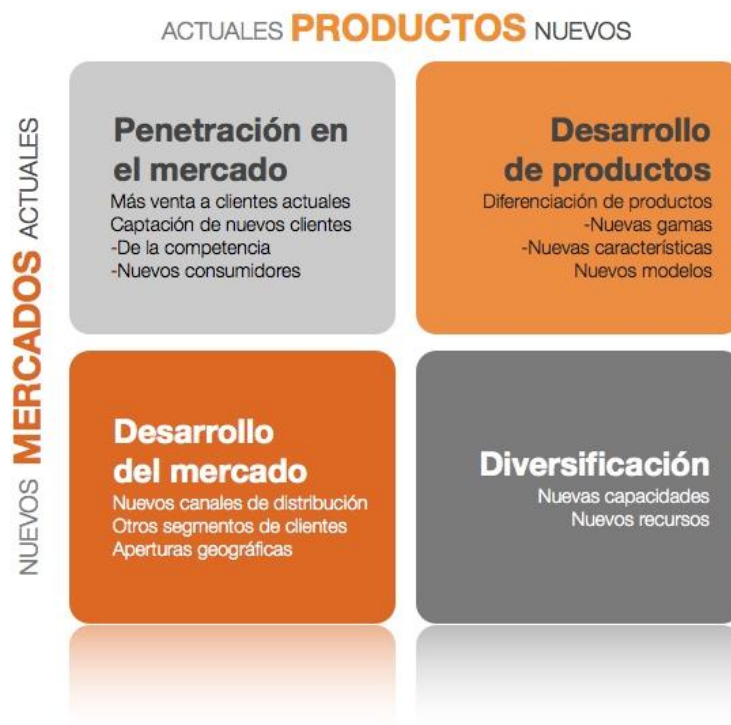 ACTUALES PRODUCTOS NUEVOS
NUEVOS MERCADOS ACTUALES
Penetración en
el mercado
Más venta a clientes actuales
Captación de nuevos clientes
-De la competencia
-Nuevos consumidores
Desarrollo
de productos
Diferenciación de productos
-Nuevas gamas
-Nuevas características
Nuevos modelos
Desarrollo
del mercado
Nuevos canales de distribución
Otros segmentos de clientes
Aperturas geográficas
Diversificación
Nuevas capacidades
Nuevos recursos